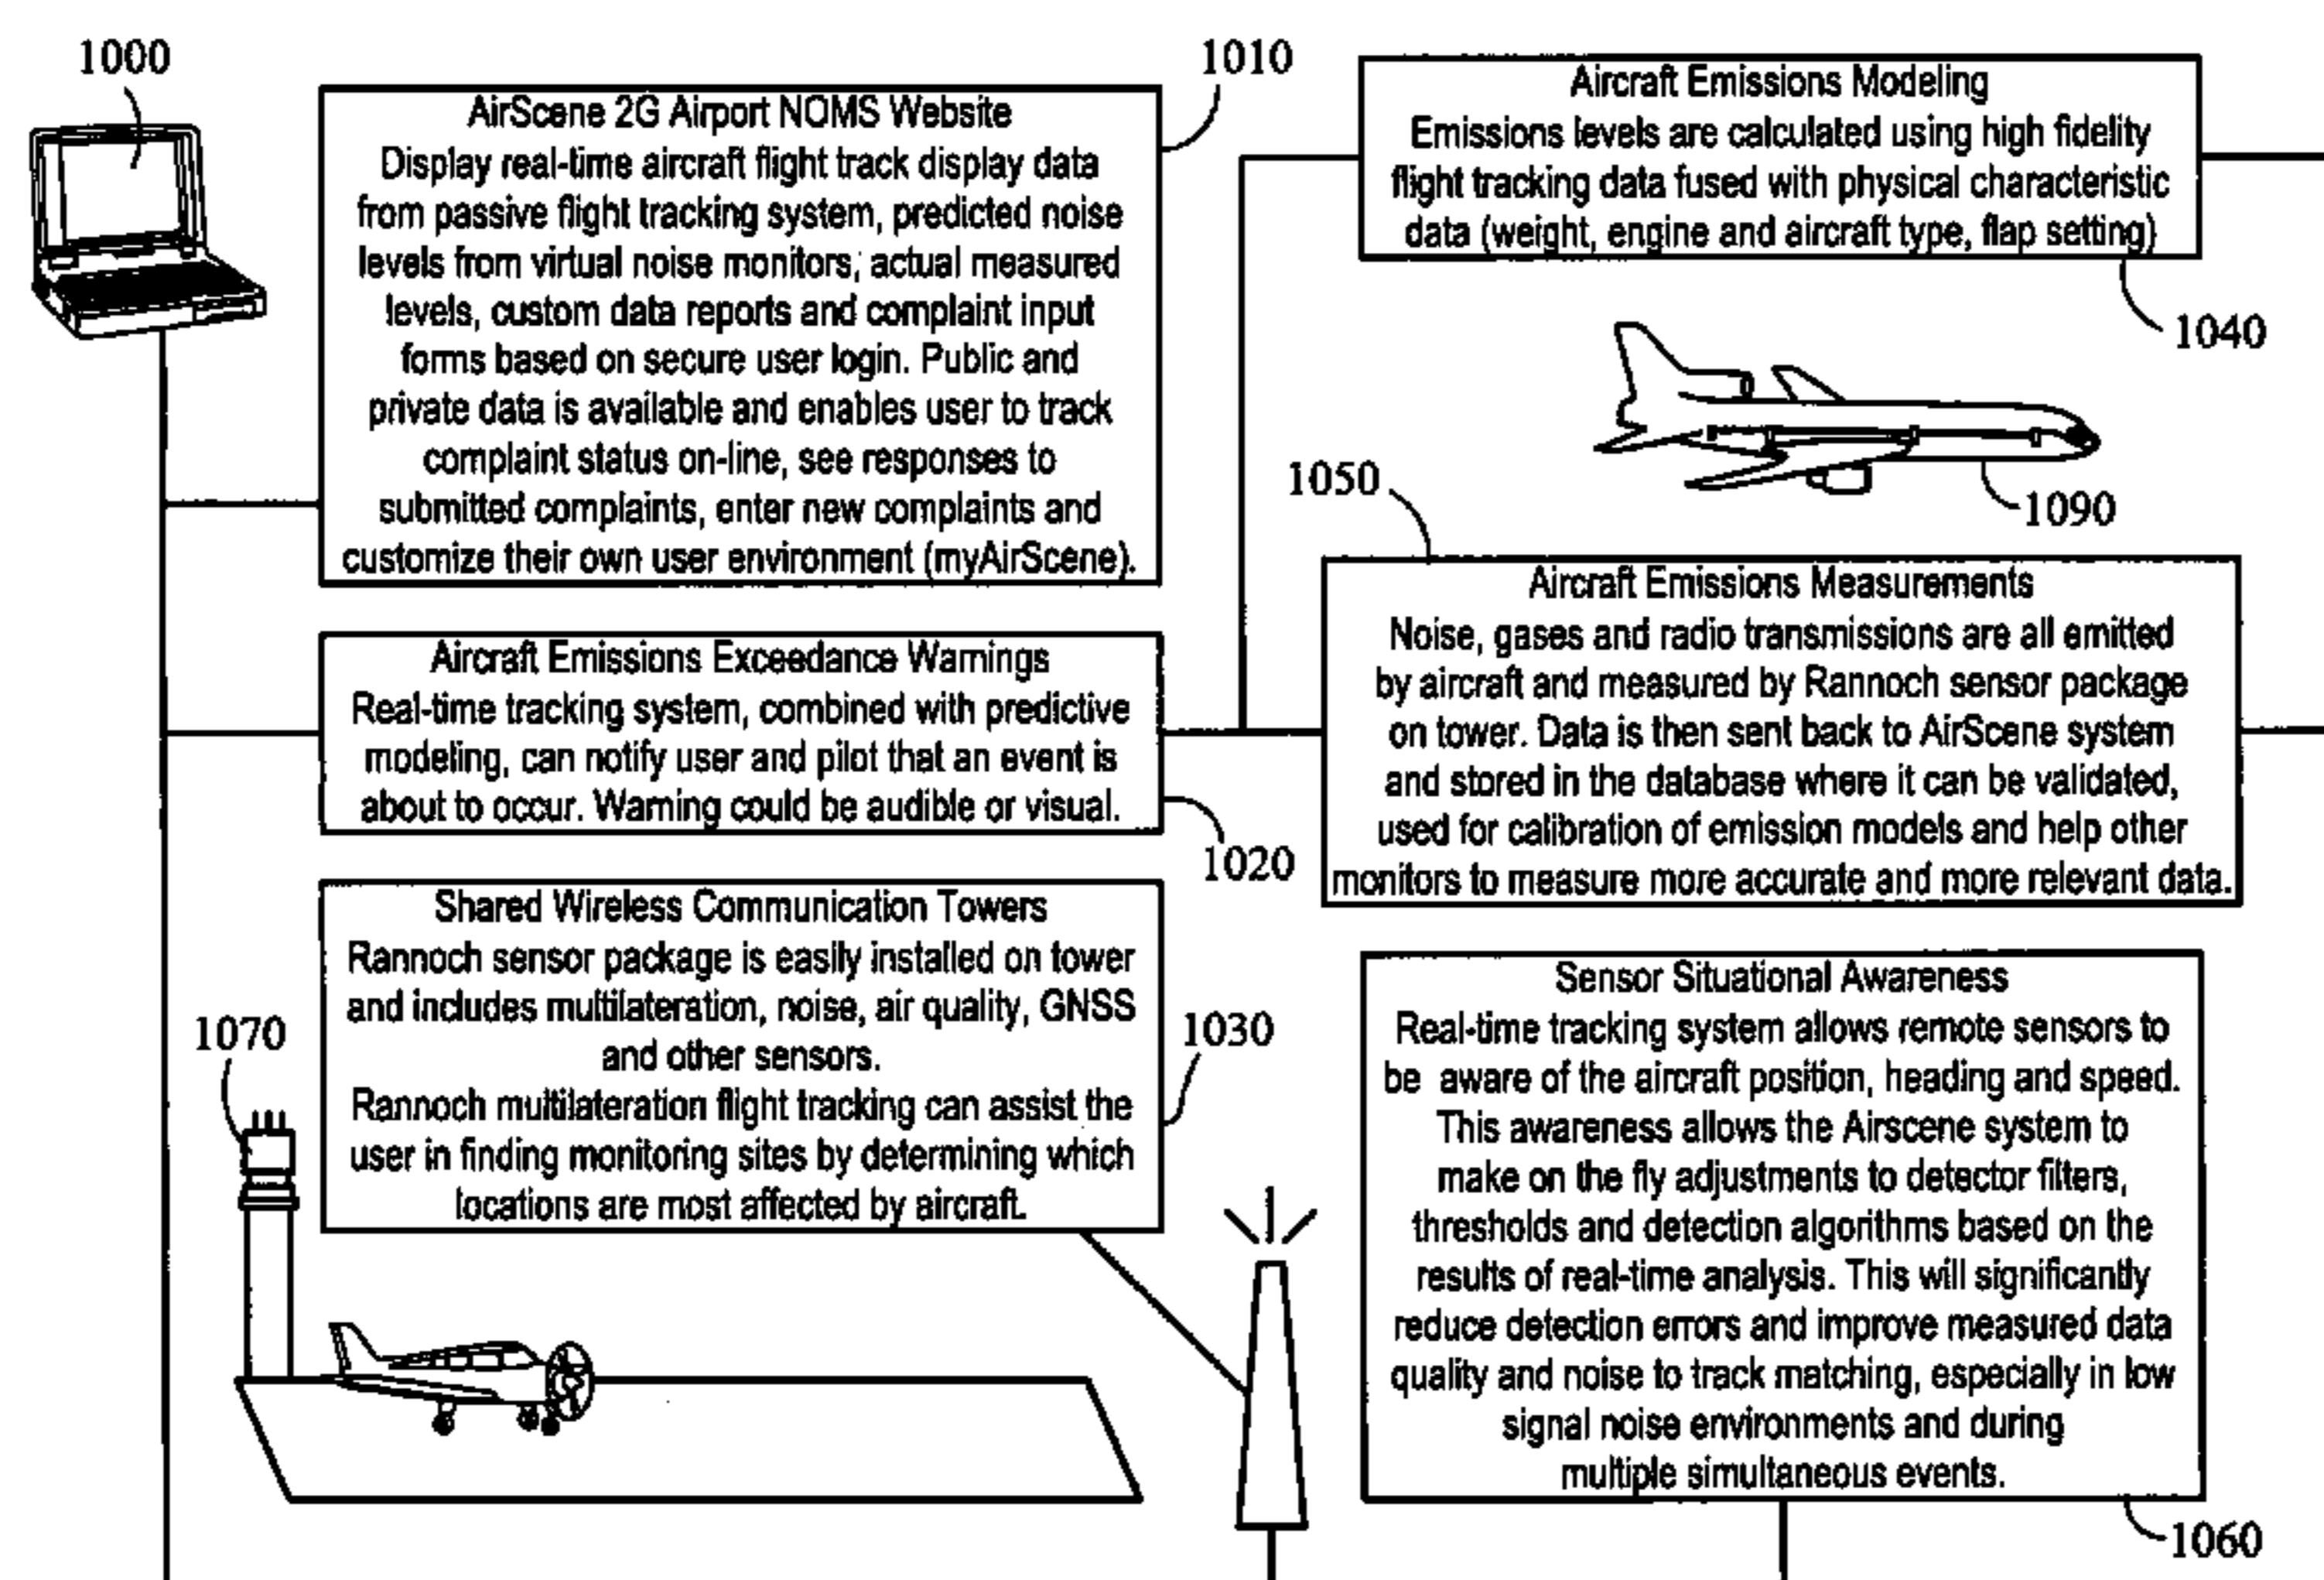 1000
1010
AirScene 2G Airport NOMS Website
Display real-time aircraft flight track display data
from passive flight tracking system, predicted noise
levels from virtual noise monitors, actual measured
levels, custom data reports and complaint input
forms based on secure user login. Public and
private data is available and enables user to track
complaint status on-line, see responses to
submitted complaints, enter new complaints and
customize their own user environment (myAirScene).
Aircraft Emissions Modeling
Emissions levels are calculated using high fidelity
flight tracking data fused with physical characteristic
data (weight, engine and aircraft type, flap setting)
1040
1090
1050
Aircraft Emissions Exceedance Warnings
Real-time tracking system, combined with predictive
modeling, can notify user and pilot that an event is
about to occur. Warning could be audible or visual.
1020
Aircraft Emissions Measurements
Noise, gases and radio transmissions are all emitted
by aircraft and measured by Rannoch sensor package
on tower. Data is then sent back to AirScene system
and stored in the database where it can be validated,
used for calibration of emission models and help other
monitors to measure more accurate and more relevant data.
Shared Wireless Communication Towers
Rannoch sensor package is easily installed on tower
and includes multilateration, noise, air quality, GNSS
and other sensors.
Rannoch multilateration flight tracking can assist the
user in finding monitoring sites by determining which
locations are most affected by aircraft.
1070
1030
Sensor Situational Awareness
Real-time tracking system allows remote sensors to
be aware of the aircraft position, heading and speed.
This awareness allows the Airscene system to
make on the fly adjustments to detector filters,
thresholds and detection algorithms based on the
results of real-time analysis. This will significantly
reduce detection errors and improve measured data
quality and noise to track matching, especially in low
signal noise environments and during
multiple simultaneous events.
1060